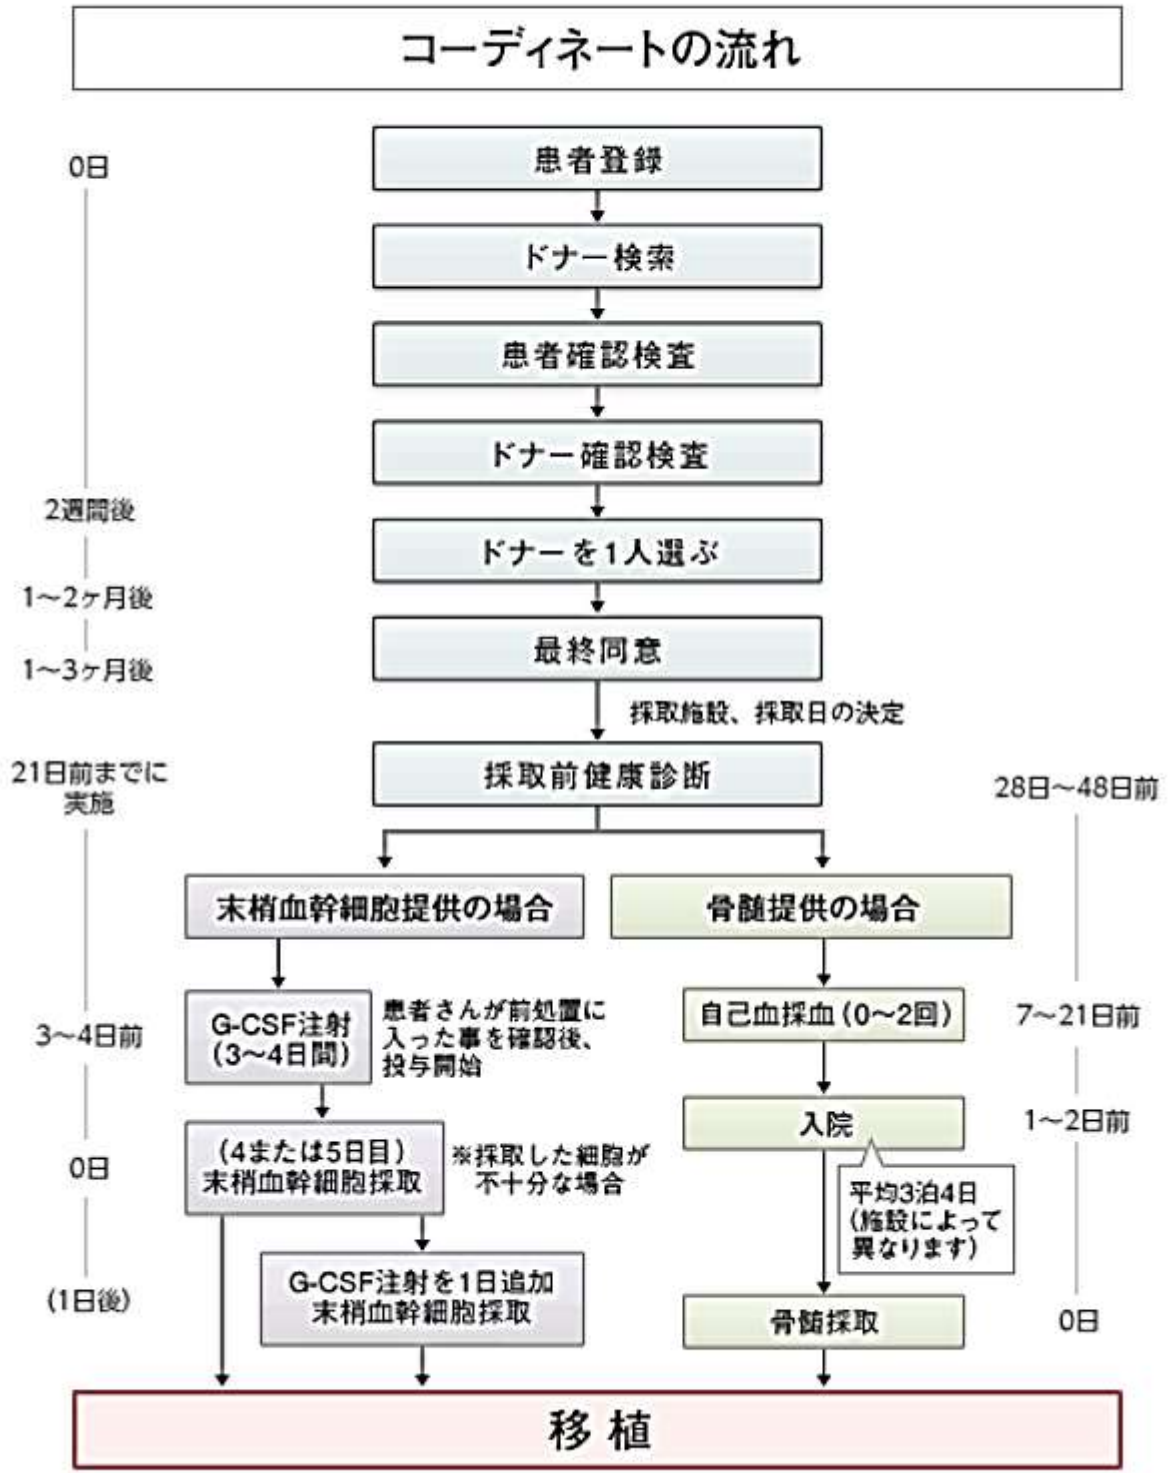 コーディネートの流れ
0日
患者登録
ドナー検索
患者確認検査
ドナー確認検査
2週間後
ドナーを1人選ぶ
1〜2ヶ月後
最終同意
1〜3ヶ月後
採取施設、採取日の決定
21日前までに
実施
採取前健康診断
28日〜48日前
末梢血幹細胞提供の場合
骨髄提供の場合
3〜4日前
G-CSF注射
(3〜4日間)
患者さんが前処置に
入った事を確認後、
投与開始
自己血採血(0〜2回)
7〜21日前
入院
1〜2日前
平均3泊4日
(施設によって
異なります)
0日
(4または5日目)
末梢血幹細胞採取
※採取した細胞が
不十分な場合
(1日後)
G-CSF注射を1日追加
末梢血幹細胞採取
骨髄採取
0日
移植